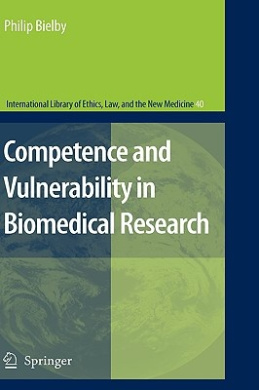 Philip Bielby
International Library of Ethics, Law, and the New Medicine 40
Competence and
Vulnerability in
Biomedical Research
Springer